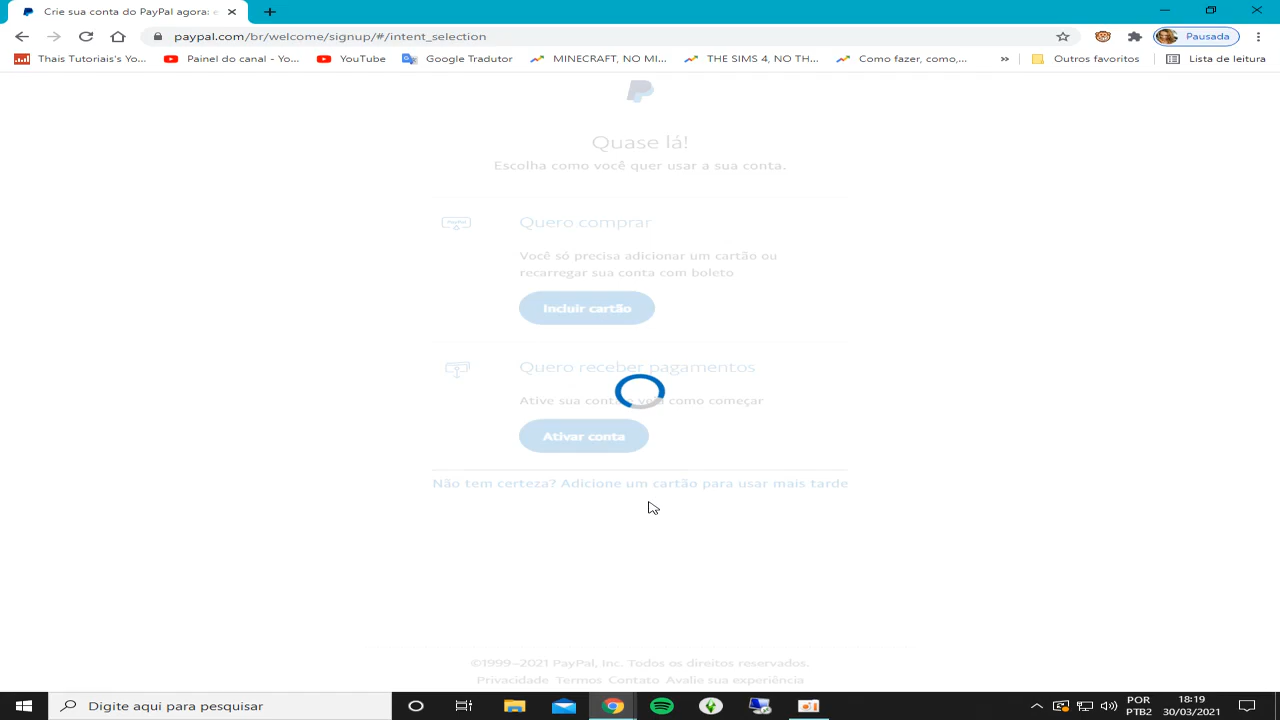 Crie sua conta do PayPal agora: e
paypal.com/br/welcome/signup/#/intent_selection
Pausada
Thais Tutoriais's Yo...
Painel do canal - Yo...
YouTube
Google Tradutor
MINECRAFT, NO MI...
THE SIMS 4, NO TH...
Como fazer, como,...
»
Outros favoritos
Lista de leitura
Quase lá!
Escolha como você quer usar a sua conta.
PayPal
Quero comprar
Você só precisa adicionar um cartão ou
recarregar sua conta com boleto
Incluir cartão
Quero receber pagamentos
Ative sua conta e veja como começar
Ativar conta
Não tem certeza? Adicione um cartão para usar mais tarde
©1999–2021 PayPal, Inc. Todos os direitos reservados.
Privacidade Termos Contato Avalie sua experiência
Digite aqui para pesquisar
POR
PTB2
18:19
30/03/2021